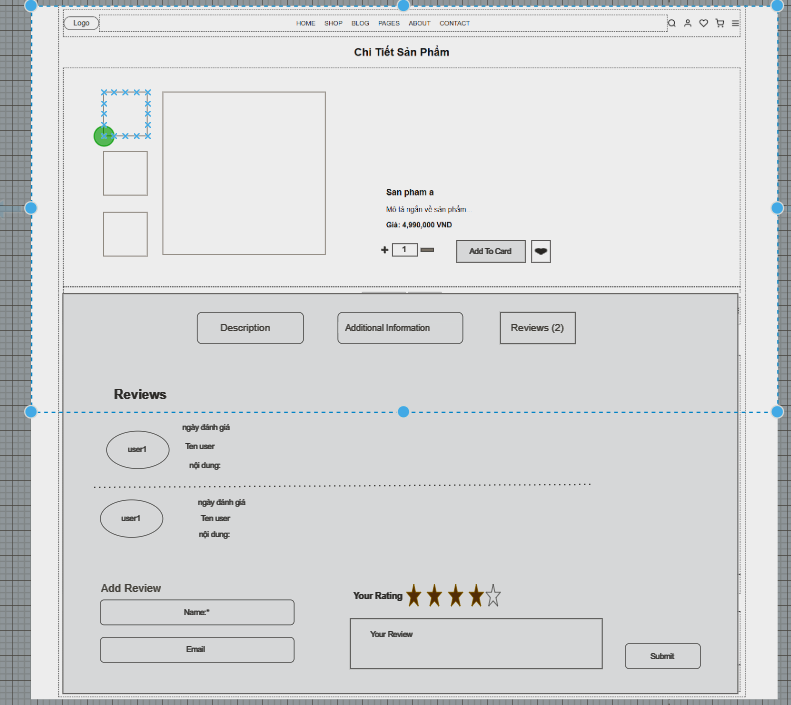 Logo
HOME SHOP BLOG PAGES ABOUT CONTACT
Chi Tiết Sản Phẩm
San pham a
Mô tả ngắn về sản phẩm
Giá: 4,990,000 VND
1
Add To Card
Description
Additional Information
Reviews (2)
Reviews
ngày đánh giá
user1
Ten user
nội dung:
ngày đánh giá
user1
Ten user
nội dung:
Add Review
Your Rating
Name:*
Your Review
Email
Submit